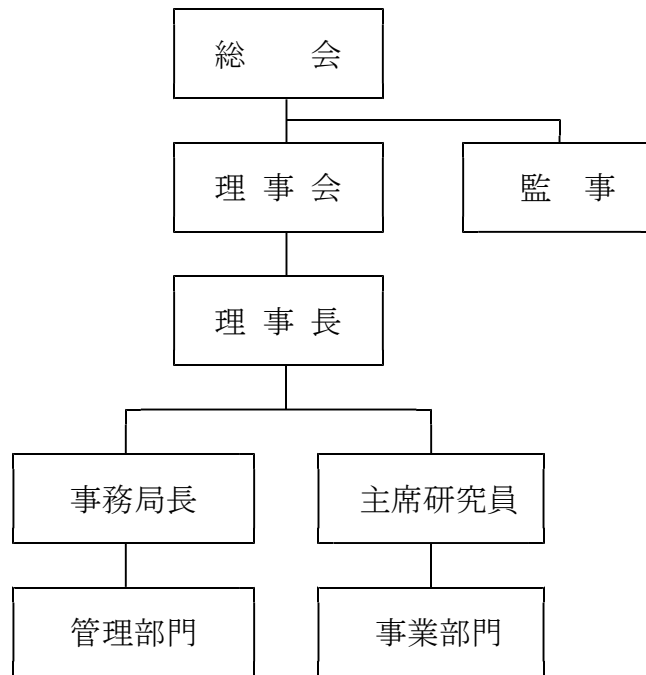 総　会
理 事 会
監　事
理 事 長
事務局長
主席研究員
管理部門
事業部門